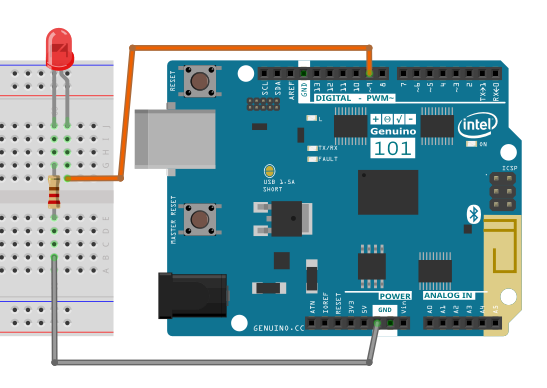 RESET
SCL
SDA
AREF
GND
13
12
11
10
~9
8
7
~6
~5
4
~3
2
TX→1
RX←0
DIGITAL - PWM~
L
TX/RX
FAULT
+ ⊖ √ -
Genuino
101
intel
ON
ICSP
USB 1.5A
SHORT
MASTER RESET
J
I
H
G
F
E
D
C
B
A
GENUINO.CC
POWER
ANALOG IN
ATN
IOREF
RESET
3V3
5V
GND
Vin
A0
A1
A2
A3
A4
A5